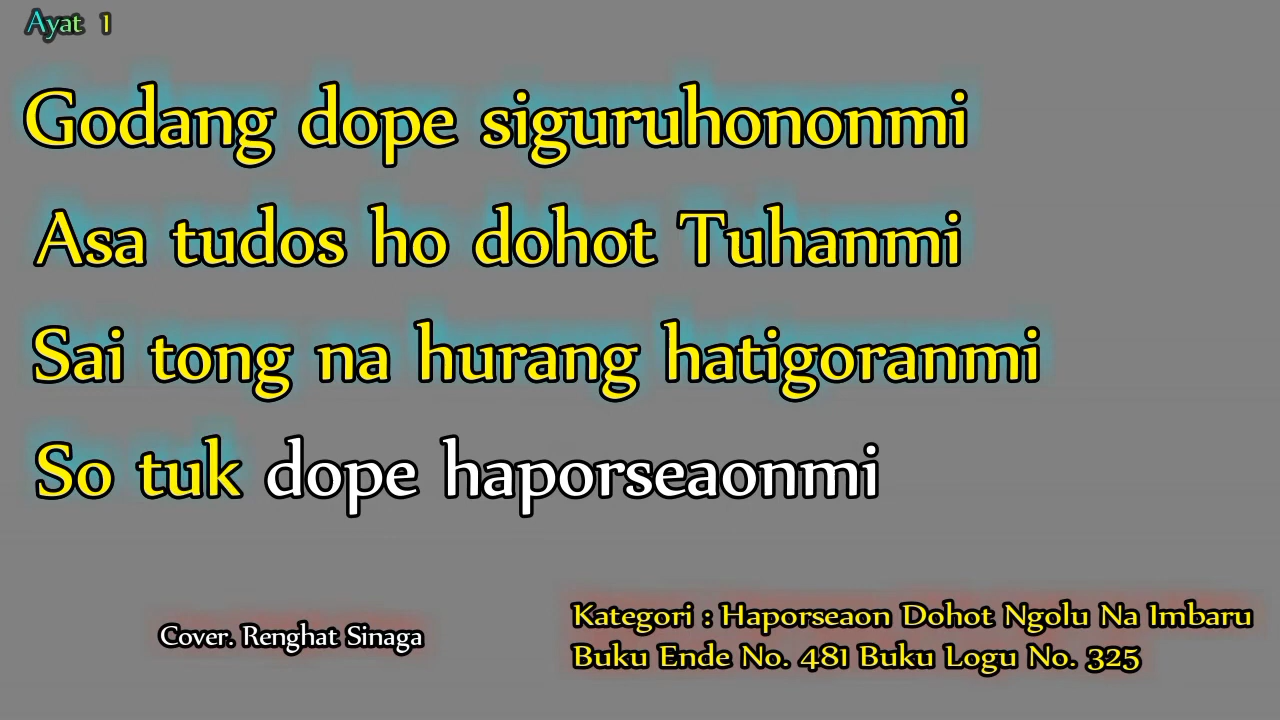 Ayat 1
Godang dope siguruhononmi
Asa tudos ho dohot Tuhanmi
Sai tong na hurang hatigoranmi
So tuk dope haporseaonmi
Cover. Renghat Sinaga
Kategori : Haporseaon Dohot Ngolu Na Imbaru
Buku Ende No. 481 Buku Logu No. 325